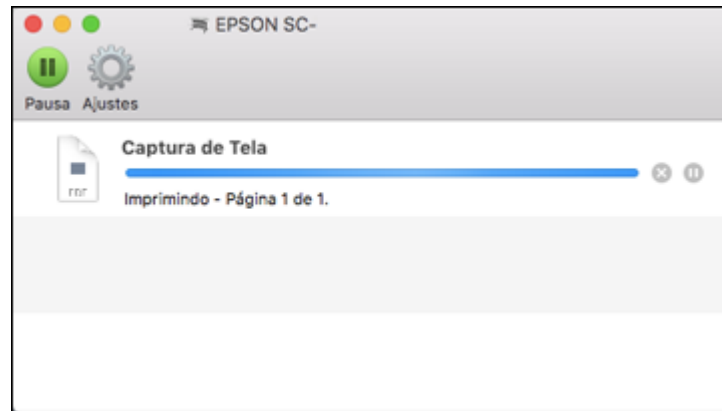 EPSON SC-
Pausa Ajustes
Captura de Tela
Imprimindo - Página 1 de 1.